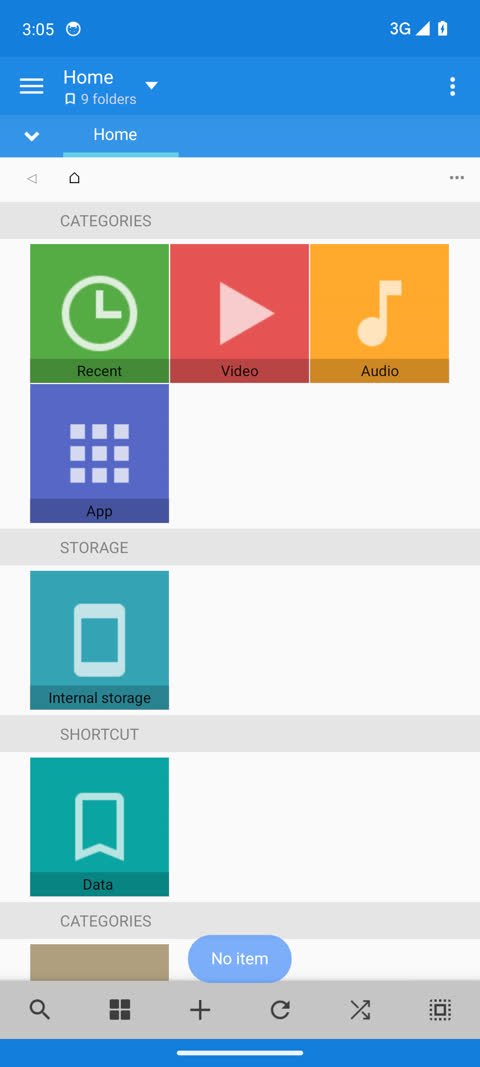 3:05
3G
Home
9 folders
Home
CATEGORIES
Recent
Video
Audio
App
STORAGE
Internal storage
SHORTCUT
Data
CATEGORIES
No item